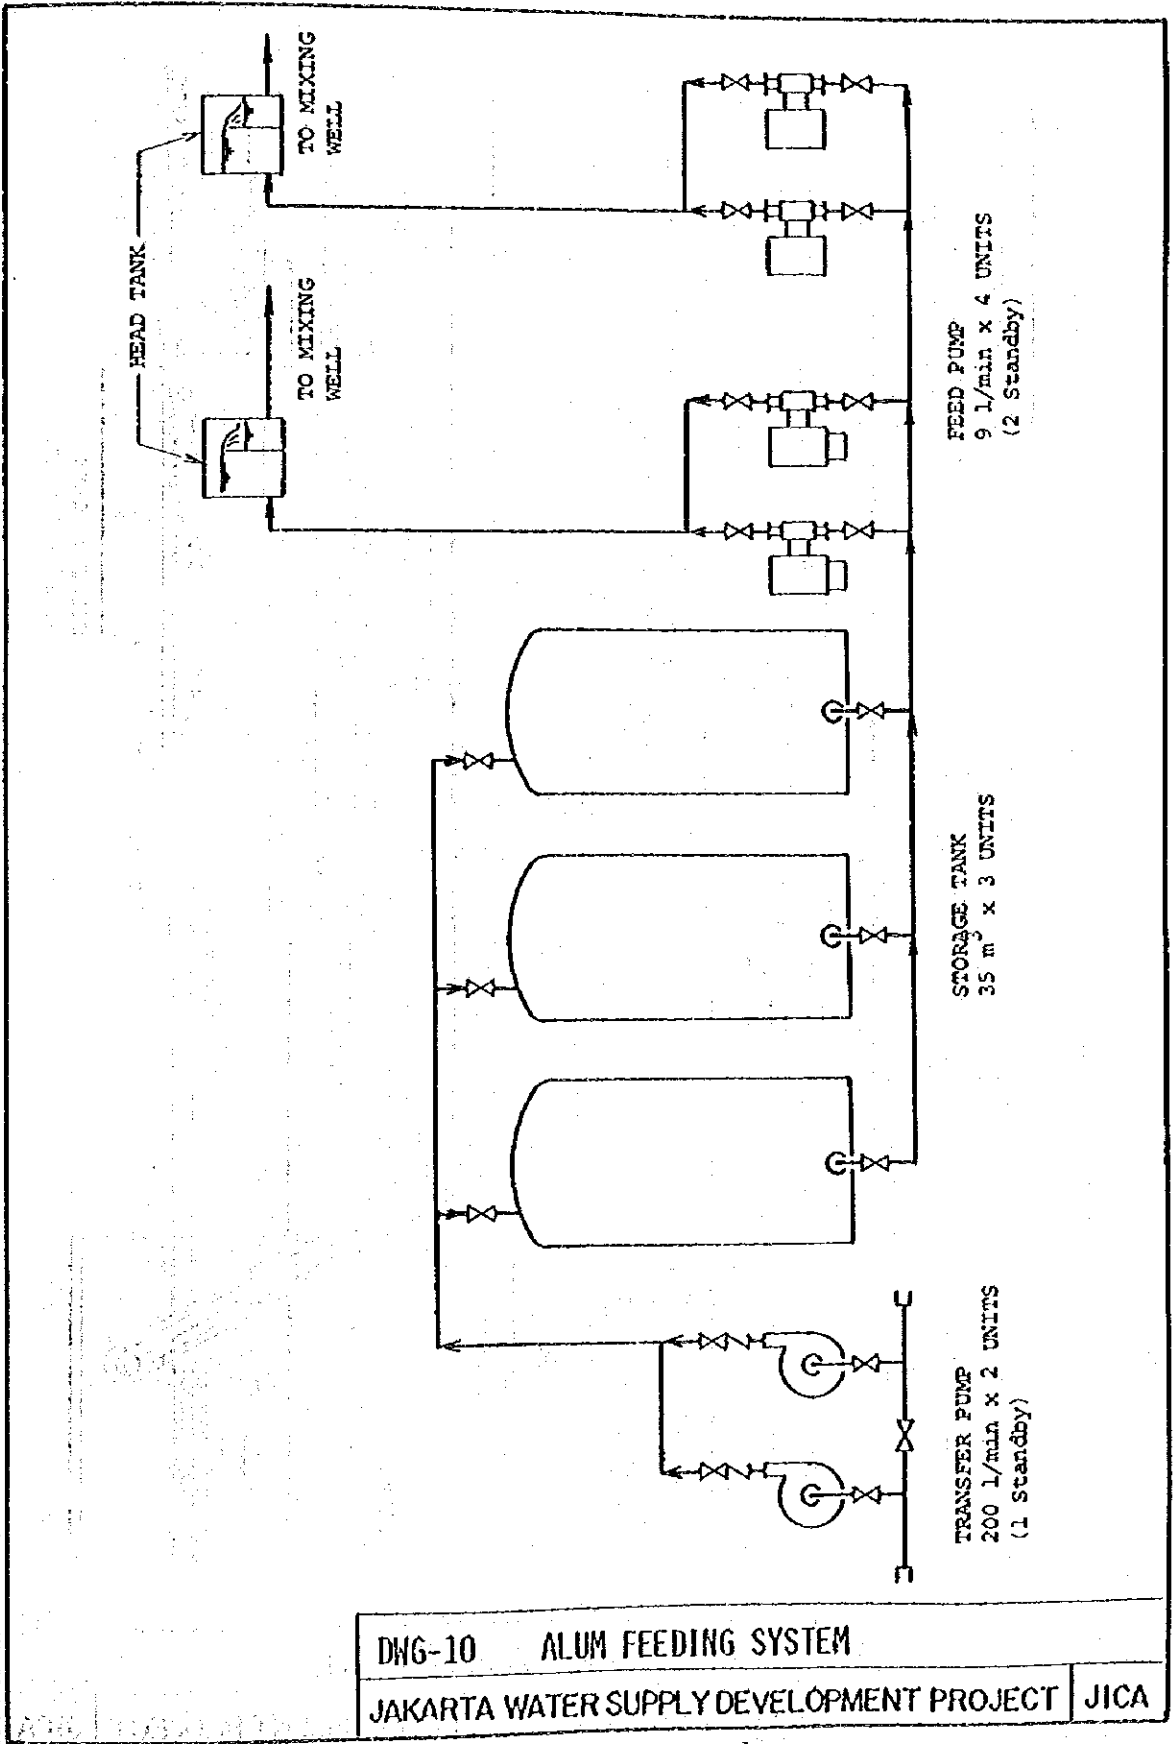 HEAD TANK
TO MIXING
WELL
TO MIXING
WELL
FEED PUMP
9 l/min x 4 UNITS
(2 Standby)
STORAGE TANK
35 m³ x 3 UNITS
TRANSFER PUMP
200 l/min x 2 UNITS
(1 Standby)
DWG-10 ALUM FEEDING SYSTEM
JAKARTA WATER SUPPLY DEVELOPMENT PROJECT JICA